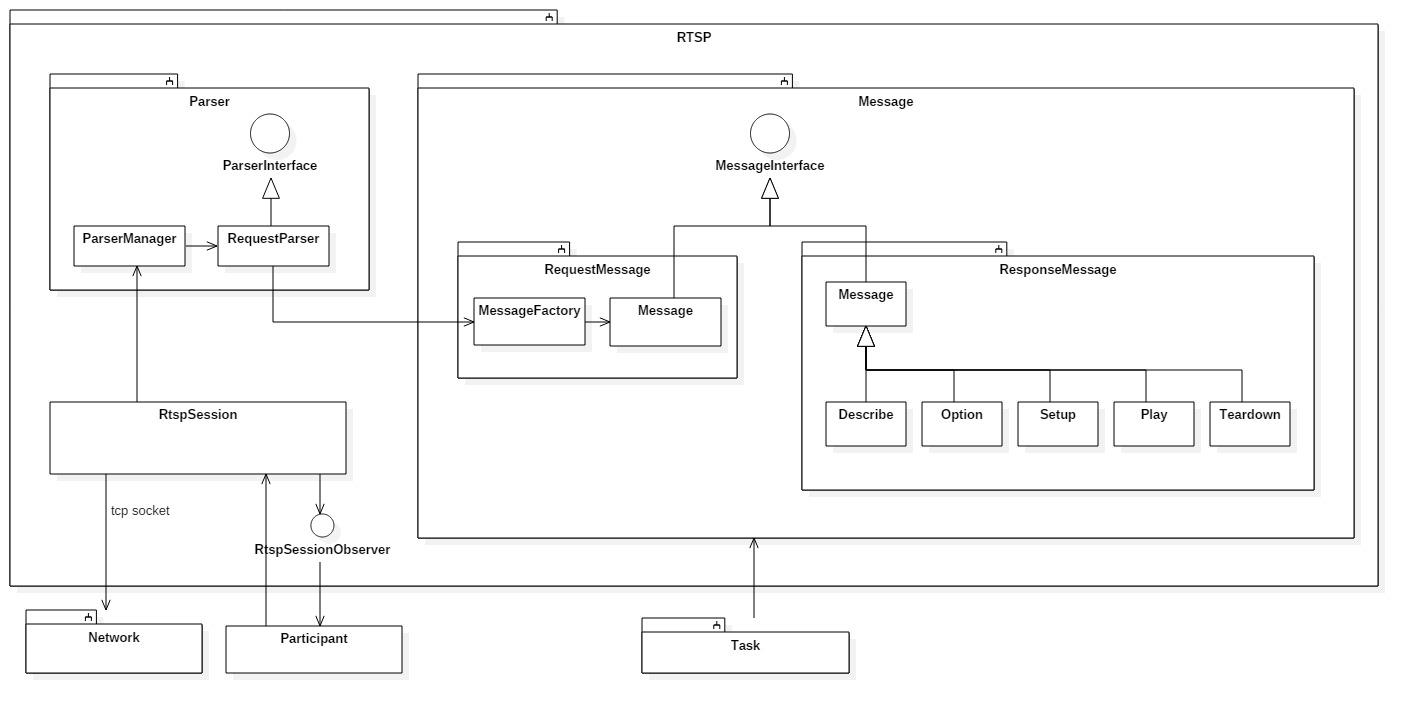 RTSP
Parser
Message
ParserInterface
MessageInterface
ParserManager
RequestParser
RequestMessage
ResponseMessage
MessageFactory
Message
Message
RtspSession
Describe
Option
Setup
Play
Teardown
tcp socket
RtspSessionObserver
Network
Participant
Task